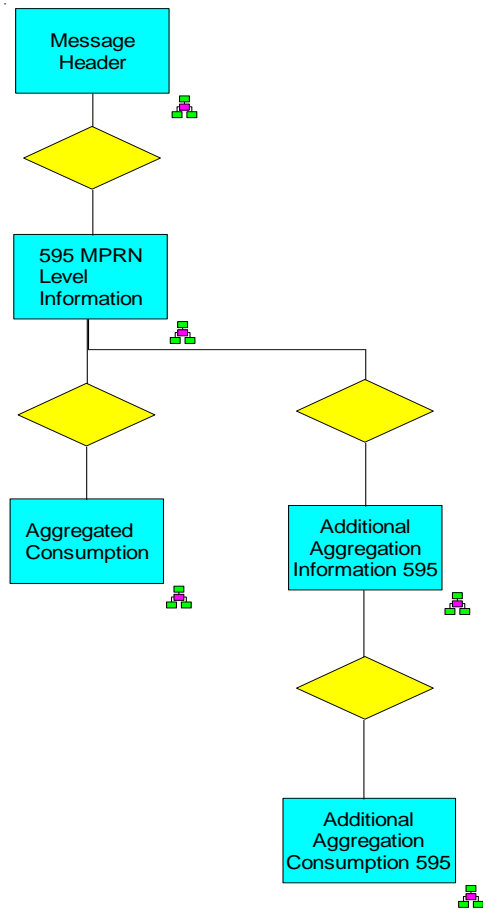 Message
Header
595 MPRN
Level
Information
Aggregated
Consumption
Additional
Aggregation
Information 595
Additional
Aggregation
Consumption 595